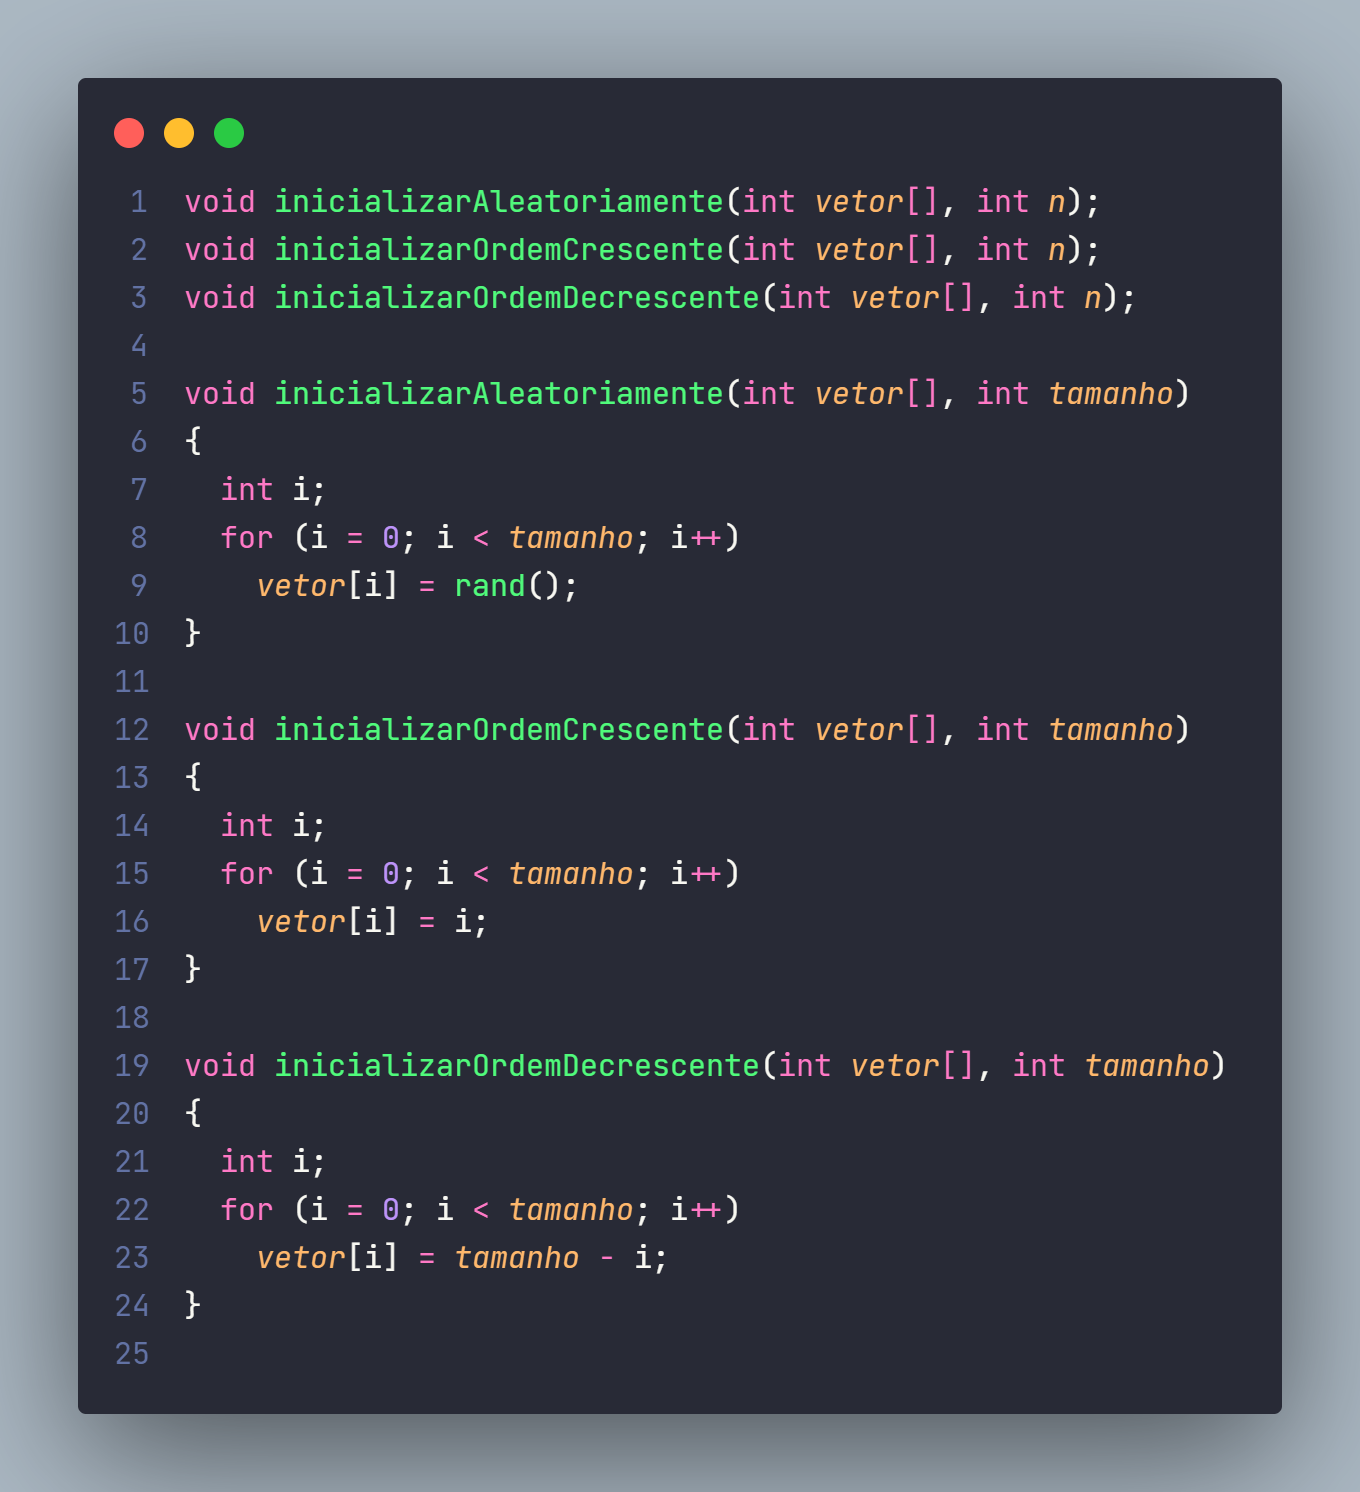 1 void inicializarAleatoriamente(int vetor[], int n);
2 void inicializarOrdemCrescente(int vetor[], int n);
3 void inicializarOrdemDecrescente(int vetor[], int n);
4
5 void inicializarAleatoriamente(int vetor[], int tamanho)
6 {
7   int i;
8   for (i = 0; i < tamanho; i++)
9     vetor[i] = rand();
10 }
11
12 void inicializarOrdemCrescente(int vetor[], int tamanho)
13 {
14   int i;
15   for (i = 0; i < tamanho; i++)
16     vetor[i] = i;
17 }
18
19 void inicializarOrdemDecrescente(int vetor[], int tamanho)
20 {
21   int i;
22   for (i = 0; i < tamanho; i++)
23     vetor[i] = tamanho - i;
24 }
25